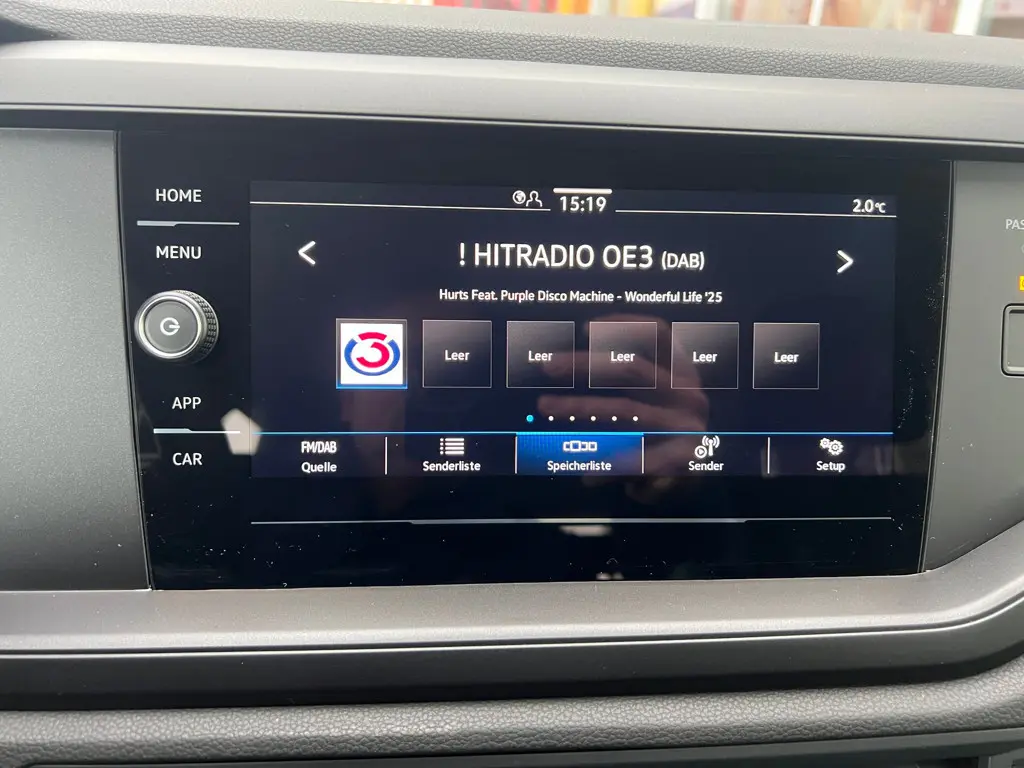 HOME
MENU
APP
CAR
15:19
2.0°C
! HITRADIO OE3 (DAB)
Hurts Feat. Purple Disco Machine - Wonderful Life '25
3
Leer
Leer
Leer
Leer
Leer
FM/DAB
Quelle
Senderliste
Speicherliste
Sender
Setup